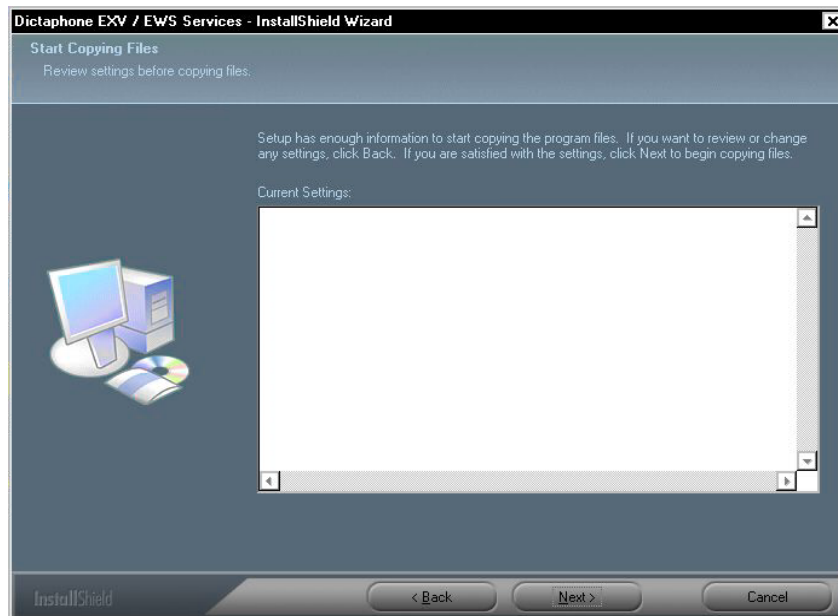 Dictaphone EXV / EWS Services - InstallShield Wizard
Start Copying Files
Review settings before copying files.
Setup has enough information to start copying the program files. If you want to review or change
any settings, click Back. If you are satisfied with the settings, click Next to begin copying files.
Current Settings:
InstallShield
< Back
Next >
Cancel